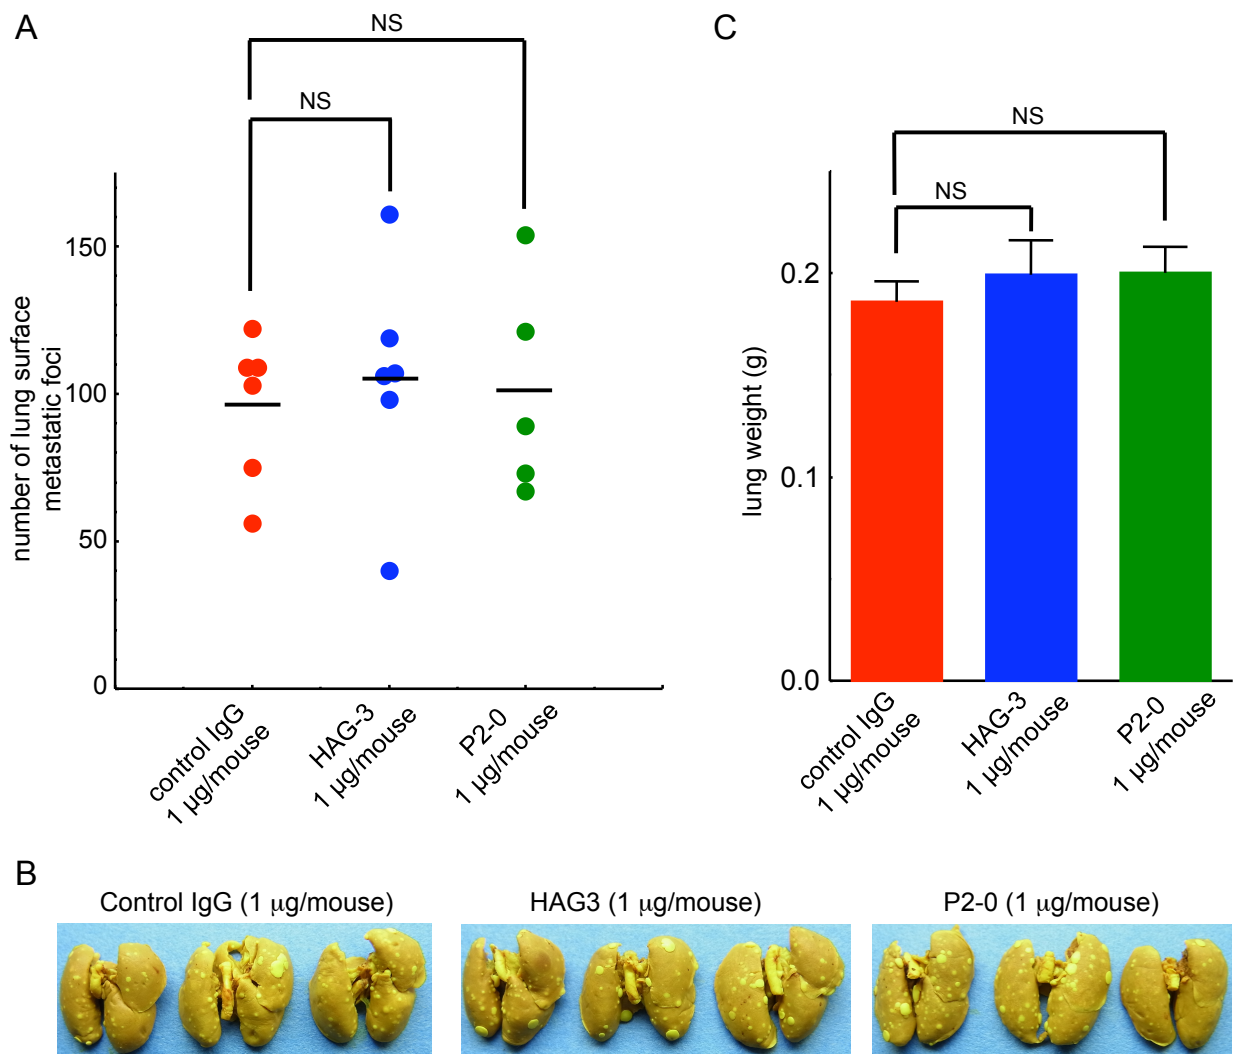 A
NS
NS
number of lung surface
metastatic foci
150
100
50
0
control IgG
1 µg/mouse
HAG-3
1 µg/mouse
P2-0
1 µg/mouse
C
NS
NS
lung weight (g)
0.2
0.1
0.0
control IgG
1 µg/mouse
HAG-3
1 µg/mouse
P2-0
1 µg/mouse
B
Control IgG (1 µg/mouse)
HAG3 (1 µg/mouse)
P2-0 (1 µg/mouse)